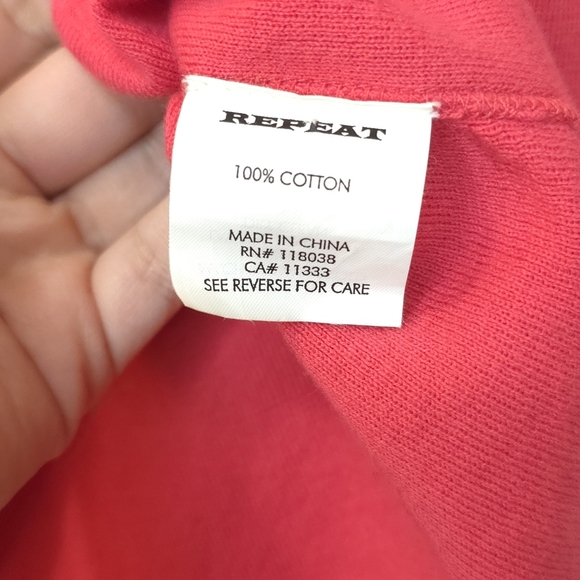 REPEAT
100% COTTON
MADE IN CHINA
RN# 118038
CA# 11333
SEE REVERSE FOR CARE